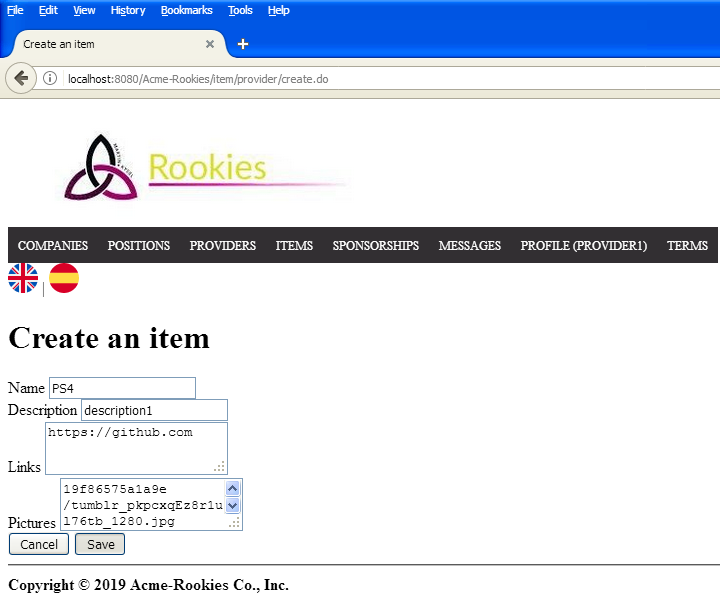 File Edit View History Bookmarks Tools Help
Create an item
localhost:8080/Acme-Rookies/item/provider/create.do
Rookies
COMPANIES POSITIONS PROVIDERS ITEMS SPONSORSHIPS MESSAGES PROFILE (PROVIDER1) TERMS
|
Create an item
Name PS4
Description description1
https://github.com
Links
19f86575a1a9e
/tumblr_pkpcxqEz8r1u
l76tb_1280.jpg
Pictures
Cancel Save
Copyright © 2019 Acme-Rookies Co., Inc.